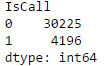 IsCall
0    30225
1     4196
dtype: int64